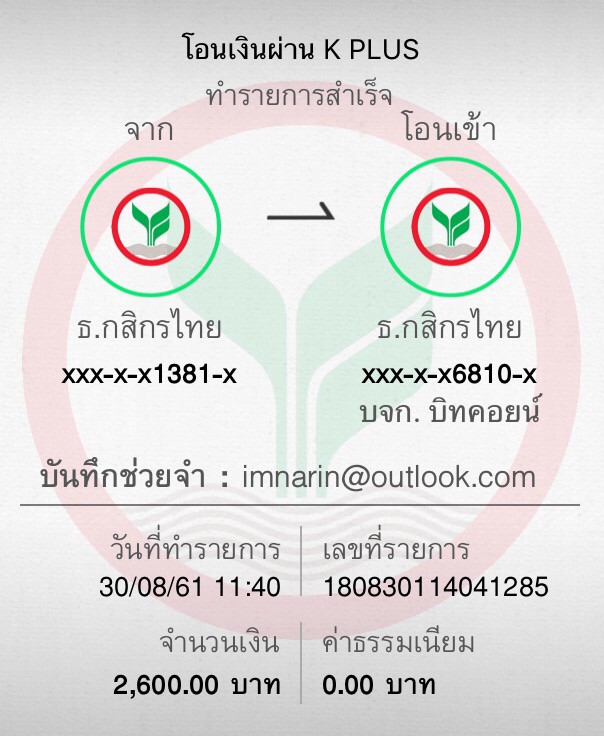 โอนเงินผ่าน K PLUS
ทำรายการสำเร็จ
จาก
โอนเข้า
ธ.กสิกรไทย
ธ.กสิกรไทย
xxx-x-x1381-x
xxx-x-x6810-x
บจก. บิทคอยน์
บันทึกช่วยจำ : imnarin@outlook.com
วันที่ทำรายการ
เลขที่รายการ
30/08/61 11:40
180830114041285
จำนวนเงิน
ค่าธรรมเนียม
2,600.00 บาท
0.00 บาท